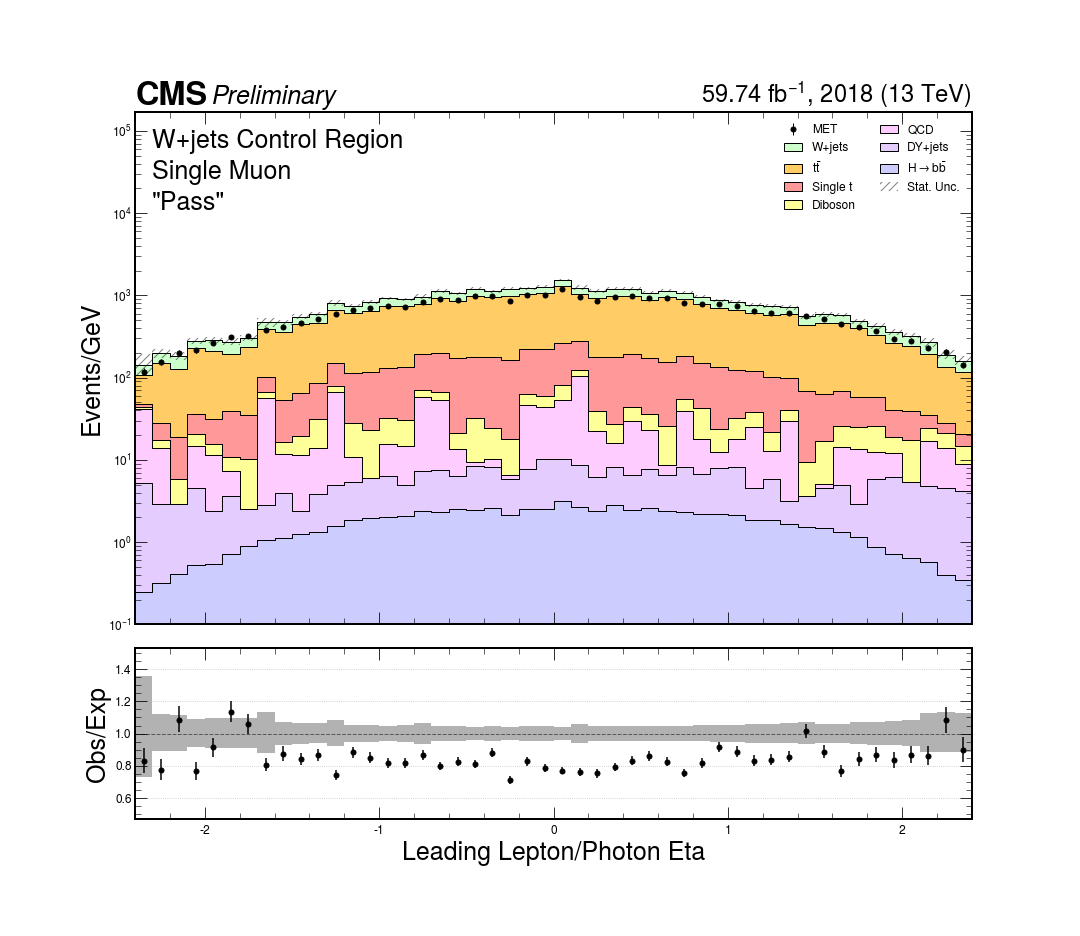 CMS Preliminary
59.74 fb⁻¹, 2018 (13 TeV)
W+jets Control Region
Single Muon
"Pass"
MET
W+jets
tt̄
Single t
Diboson
QCD
DY+jets
H→bb̄
Stat. Unc.
Events/GeV
10⁵
10⁴
10³
10²
10¹
10⁰
10⁻¹
Obs/Exp
1.4
1.2
1.0
0.8
0.6
-2 -1 0 1 2
Leading Lepton/Photon Eta